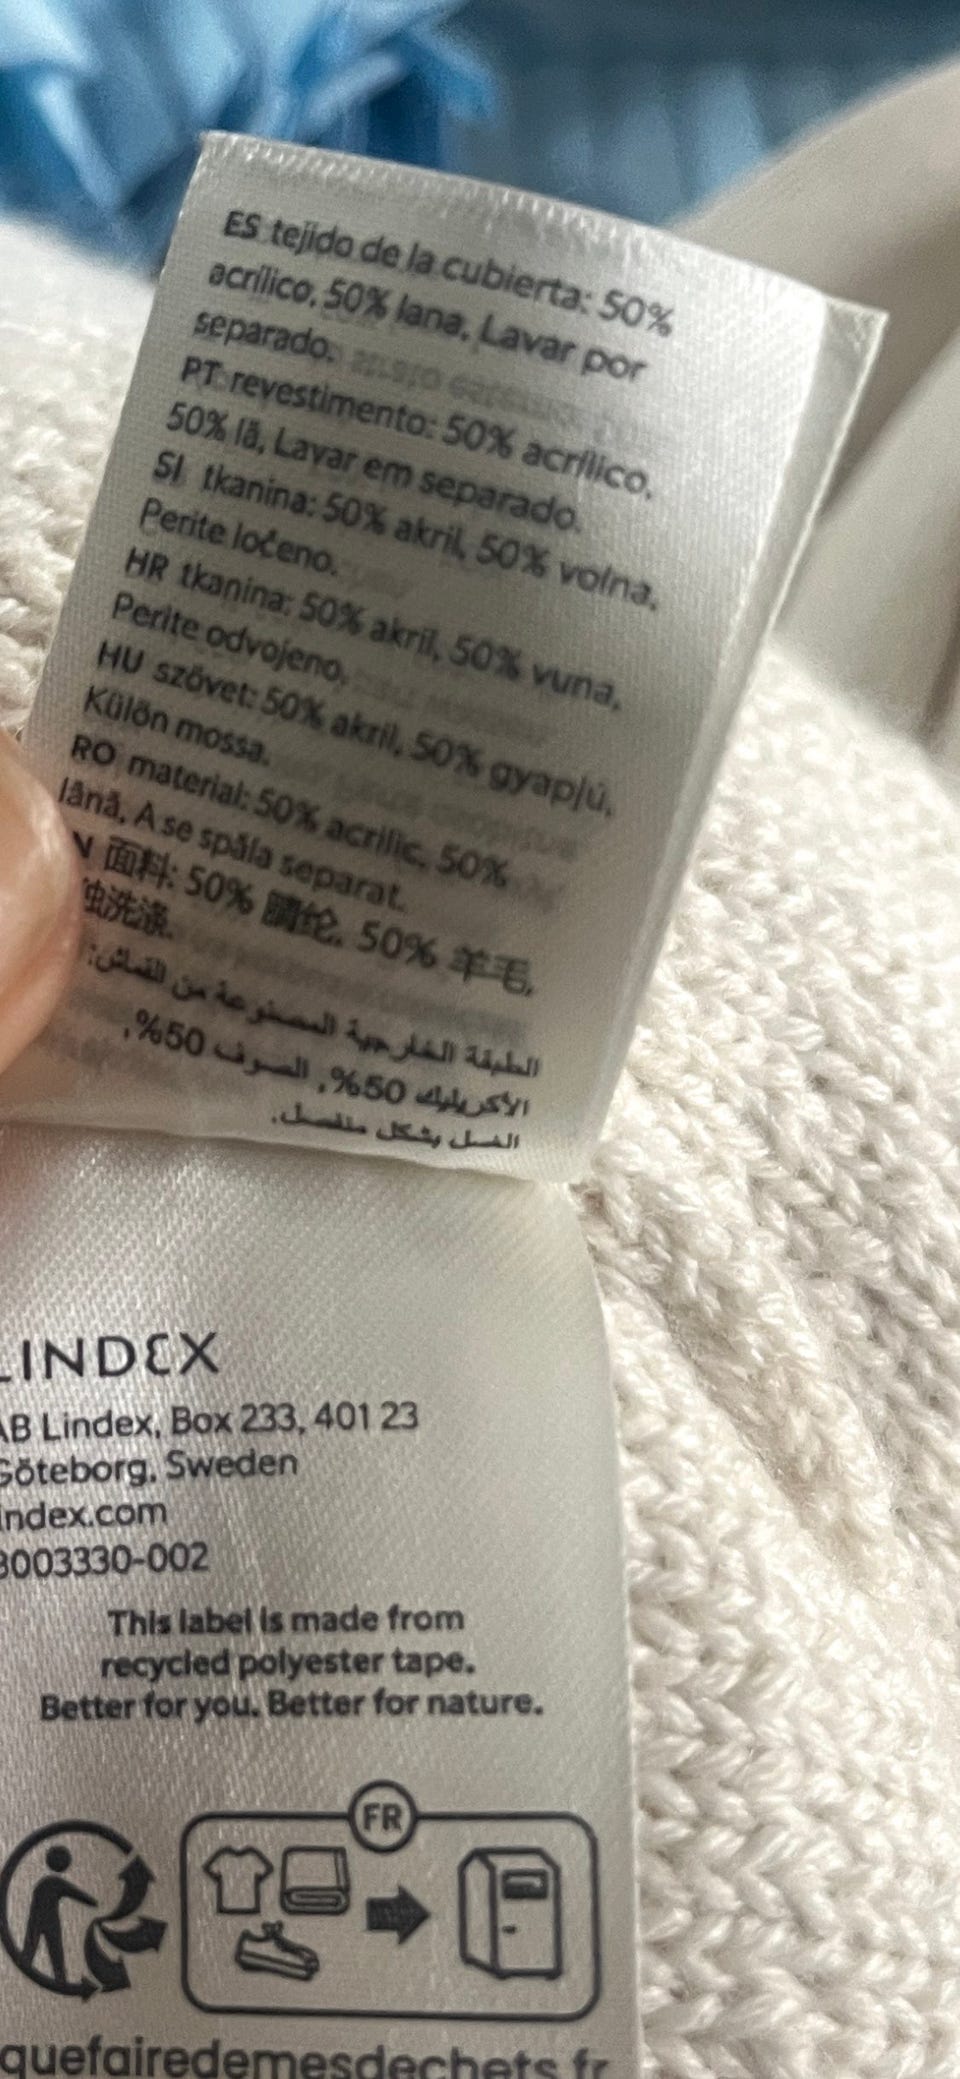 ES tejido de la cubierta: 50%
acrílico, 50% lana, Lavar por
separado.
PT revestimento: 50% acrílico,
50% lã, Lavar em separado.
SI tkanina: 50% akril, 50% volna,
Perite ločeno.
HR tkanina: 50% akril, 50% vuna,
Perite odvojeno,
HU szövet: 50% akril, 50% gyapjú,
Külön mossa.
RO material: 50% acrilic, 50%
lână, A se spăla separat.
N 面料: 50% 腈纶, 50% 羊毛,
洗涤.
الطبقة الخارجية المصنوعة من القماش:
الأكريليك 50%, الصوف 50%,
الغسل بشكل منفصل.
LINDEX
AB Lindex, Box 233, 401 23
Göteborg, Sweden
index.com
3003330-002
This label is made from
recycled polyester tape.
Better for you. Better for nature.
FR
quefairedemesdechets.fr